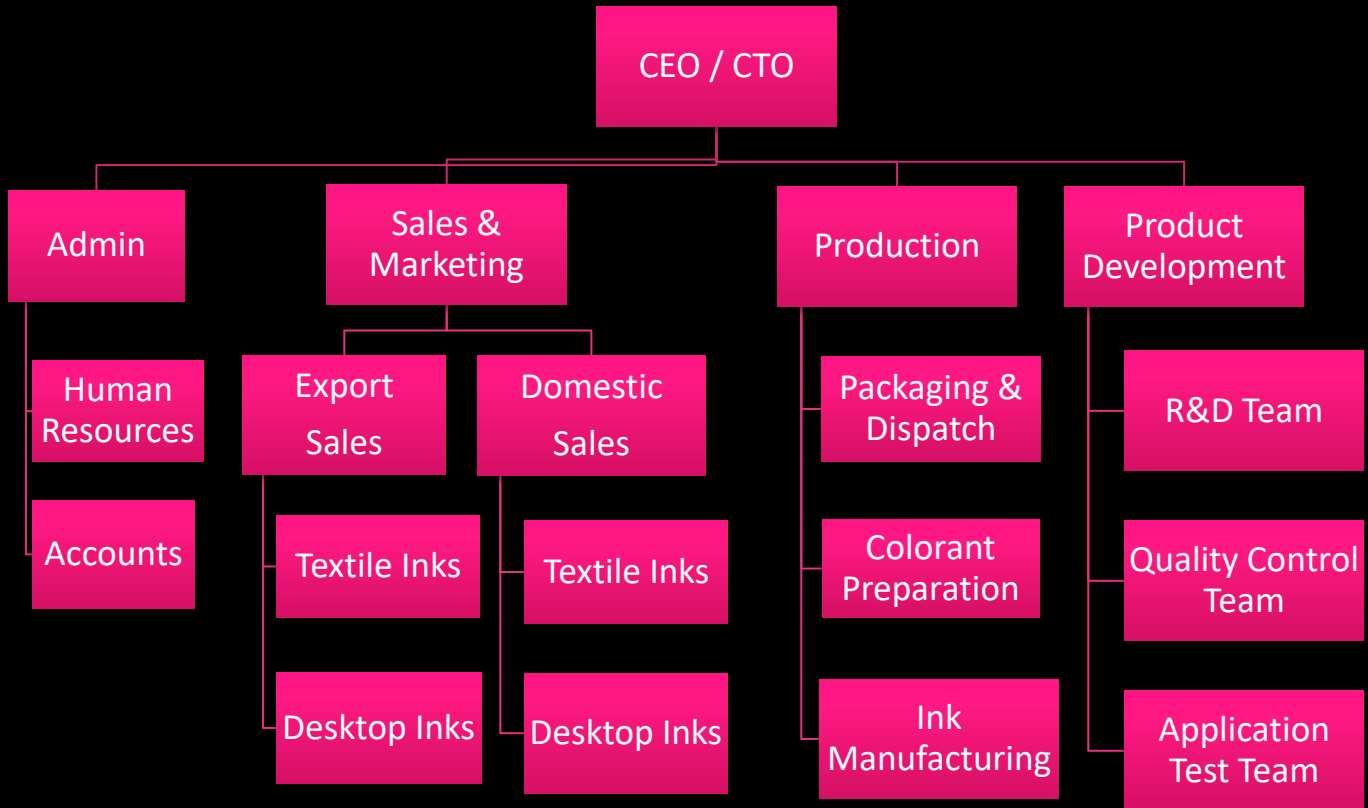 CEO / CTO
Admin
Sales &
Marketing
Production
Product
Development
Human
Resources
Accounts
Export
Sales
Domestic
Sales
Textile Inks
Desktop Inks
Textile Inks
Desktop Inks
Packaging &
Dispatch
Colorant
Preparation
Ink
Manufacturing
R&D Team
Quality Control
Team
Application
Test Team